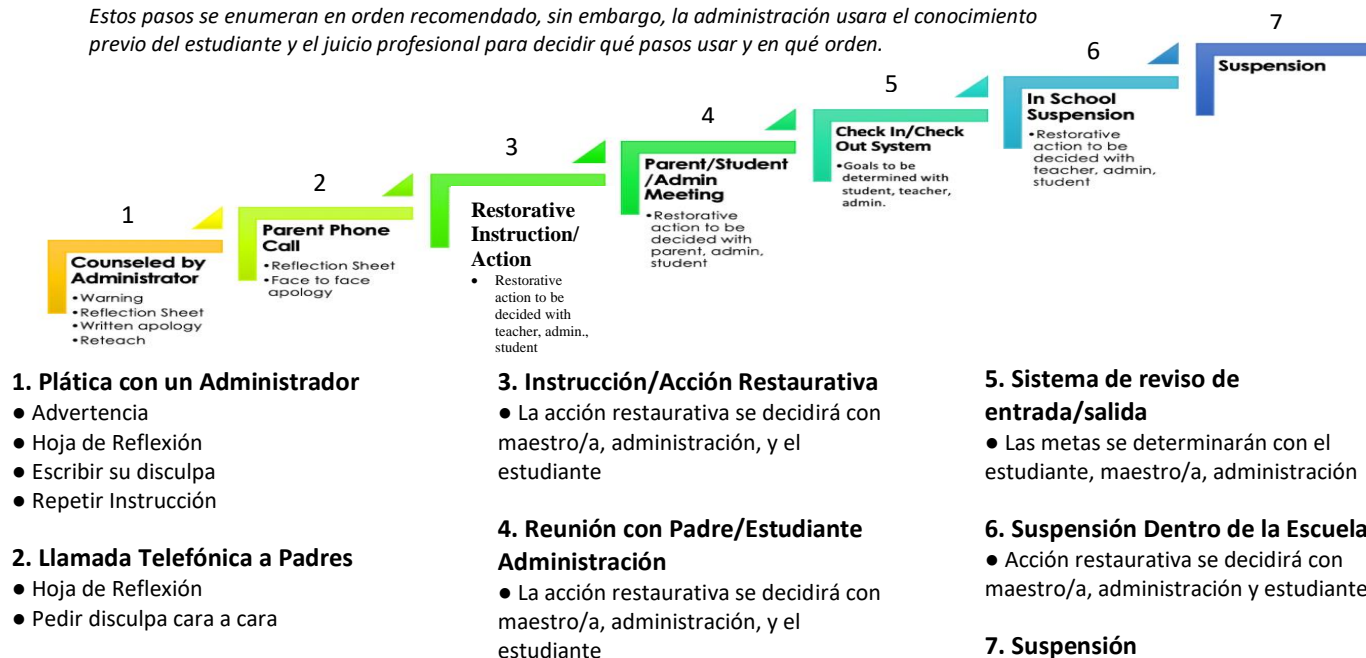 Estos pasos se enumeran en orden recomendado, sin embargo, la administración usara el conocimiento
previo del estudiante y el juicio profesional para decidir qué pasos usar y en qué orden.
1
Counseled by
Administrator
•Warning
•Reflection Sheet
•Written apology
•Reteach
2
Parent Phone
Call
•Reflection Sheet
•Face to face
apology
3
Restorative
Instruction/
Action
• Restorative
action to be
decided with
teacher, admin.,
student
4
Parent/Student
/Admin
Meeting
•Restorative
action to be
decided with
parent, admin,
student
5
Check In/Check
Out System
•Goals to be
determined with
student, teacher,
admin.
6
In School
Suspension
•Restorative
action to be
decided with
teacher, admin,
student
7
Suspension
1. Plática con un Administrador
● Advertencia
● Hoja de Reflexión
● Escribir su disculpa
● Repetir Instrucción
2. Llamada Telefónica a Padres
● Hoja de Reflexión
● Pedir disculpa cara a cara
3. Instrucción/Acción Restaurativa
● La acción restaurativa se decidirá con
maestro/a, administración, y el
estudiante
4. Reunión con Padre/Estudiante
Administración
● La acción restaurativa se decidirá con
maestro/a, administración, y el
estudiante
5. Sistema de reviso de
entrada/salida
● Las metas se determinarán con el
estudiante, maestro/a, administración
6. Suspensión Dentro de la Escuela
● Acción restaurativa se decidirá con
maestro/a, administración y estudiante
7. Suspensión